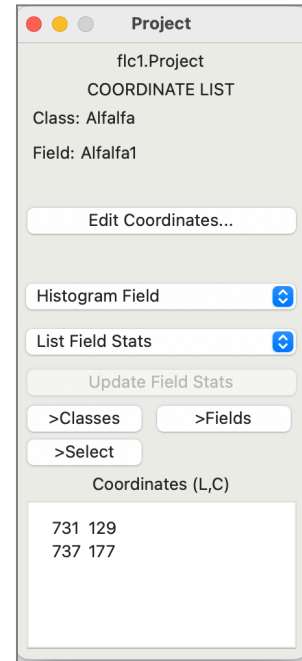 Project
flc1.Project
COORDINATE LIST
Class: Alfalfa
Field: Alfalfa1
Edit Coordinates...
Histogram Field
List Field Stats
Update Field Stats
>Classes >Fields
>Select
Coordinates (L,C)
731 129
737 177